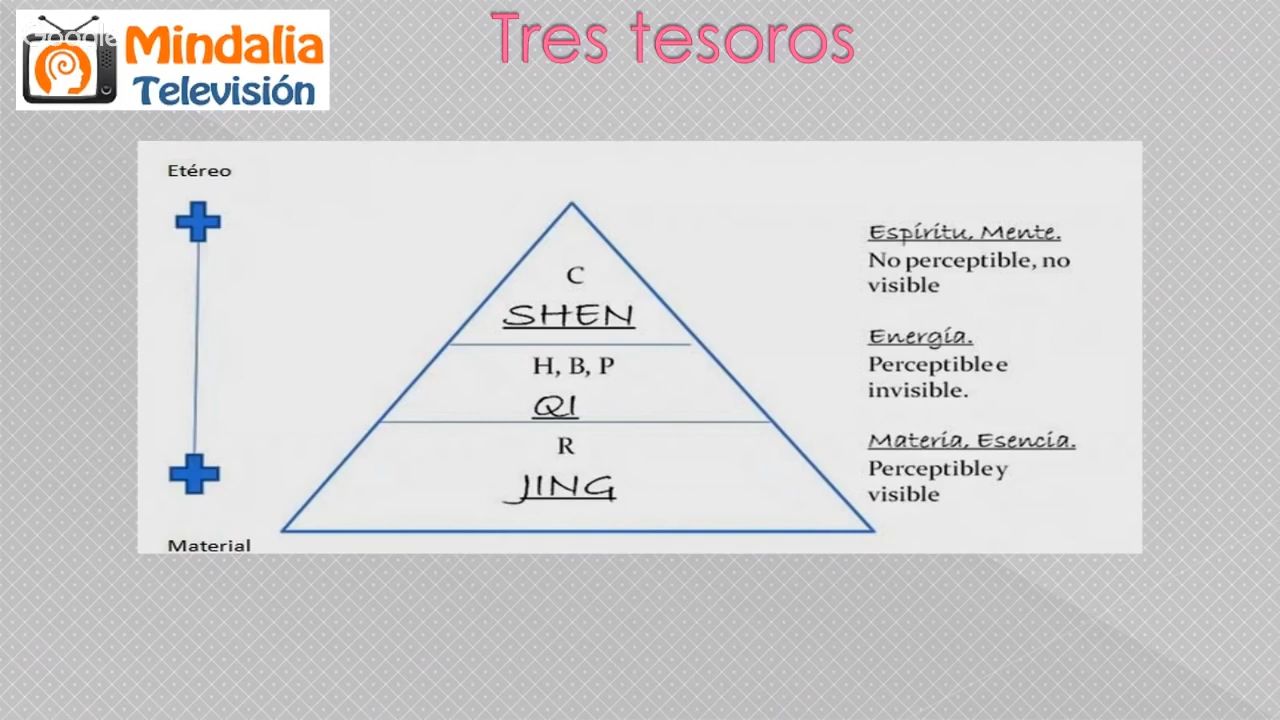 Google
Mindalia
Televisión
Tres tesoros
Etéreo
Material
C
SHEN
H, B, P
QI
R
JING
Espíritu, Mente.
No perceptible, no
visible
Energía.
Perceptible e
invisible.
Materia, Esencia.
Perceptible y
visible